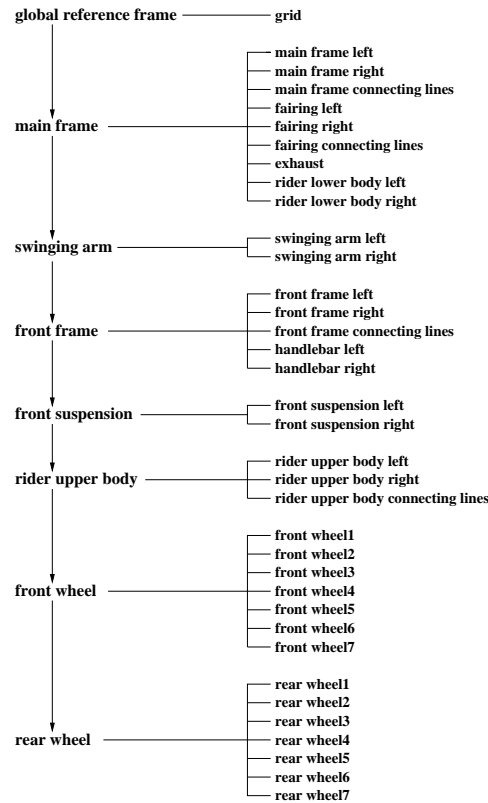 global reference frame
grid
main frame
main frame left
main frame right
main frame connecting lines
fairing left
fairing right
fairing connecting lines
exhaust
rider lower body left
rider lower body right
swinging arm
swinging arm left
swinging arm right
front frame
front frame left
front frame right
front frame connecting lines
handlebar left
handlebar right
front suspension
front suspension left
front suspension right
rider upper body
rider upper body left
rider upper body right
rider upper body connecting lines
front wheel
front wheel1
front wheel2
front wheel3
front wheel4
front wheel5
front wheel6
front wheel7
rear wheel
rear wheel1
rear wheel2
rear wheel3
rear wheel4
rear wheel5
rear wheel6
rear wheel7